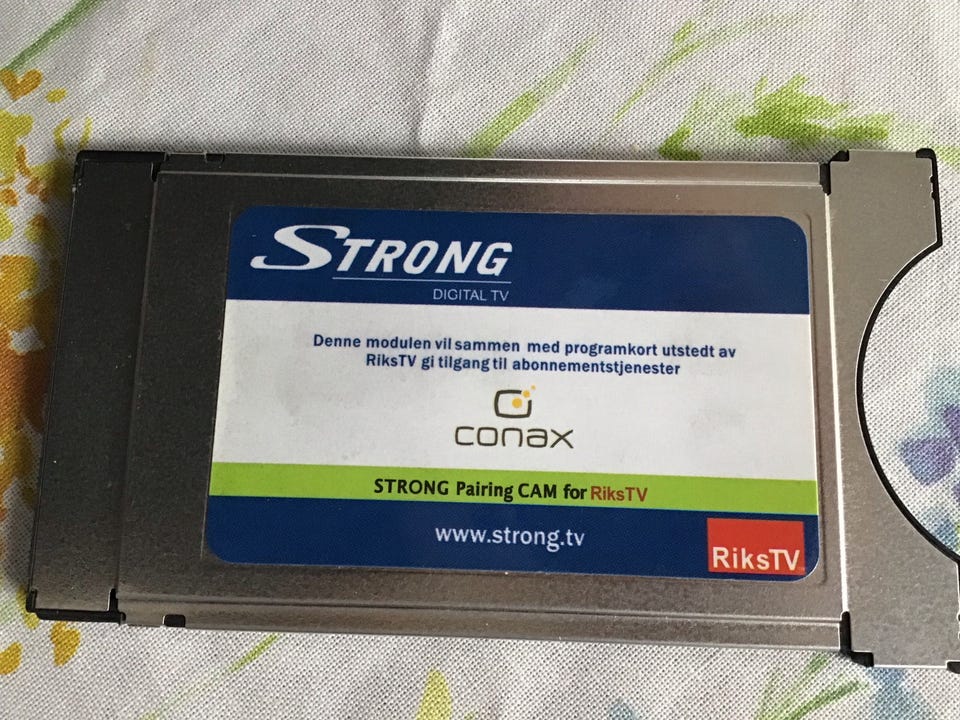 STRONG
DIGITAL TV
Denne modulen vil sammen med programkort utstedt av
RiksTV gi tilgang til abonnementstjenester
conax
STRONG Pairing CAM for RiksTV
www.strong.tv
RiksTV